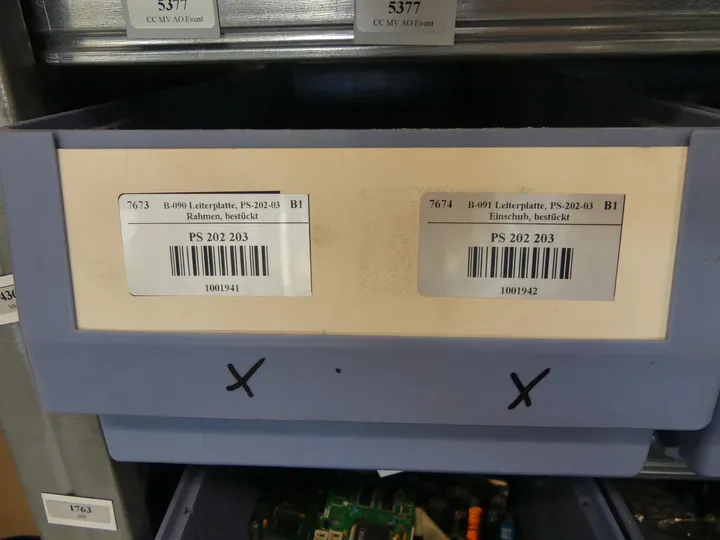 5377
CC MV AO Event
5377
CC MV AO Event
7673 B-090 Leiterplatte, PS-202-03 B1
Rahmen, bestückt
PS 202 203
1001941
7674 B-091 Leiterplatte, PS-202-03 B1
Einschub, bestückt
PS 202 203
1001942
X X
1763